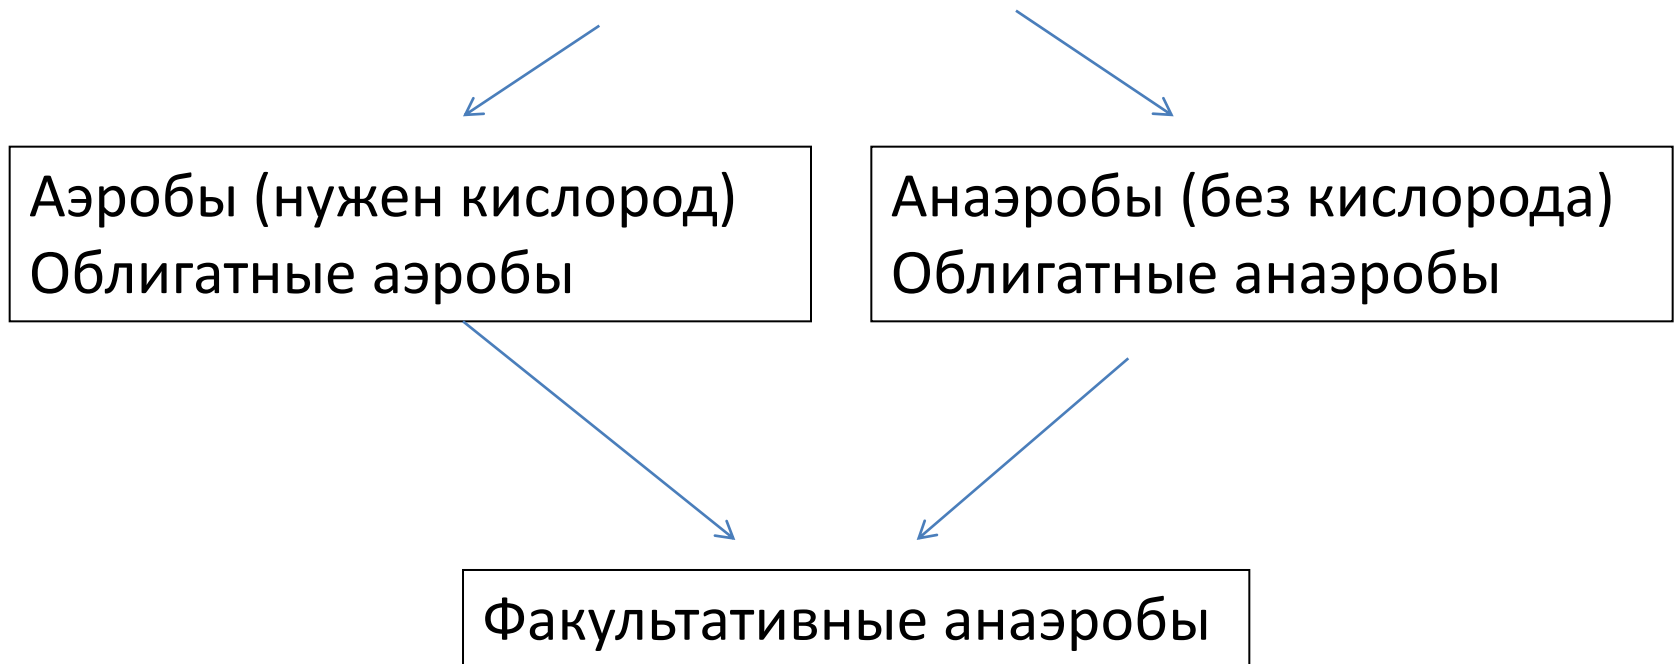 Аэробы (нужен кислород)
Облигатные аэробы
Анаэробы (без кислорода)
Облигатные анаэробы
Факультативные анаэробы